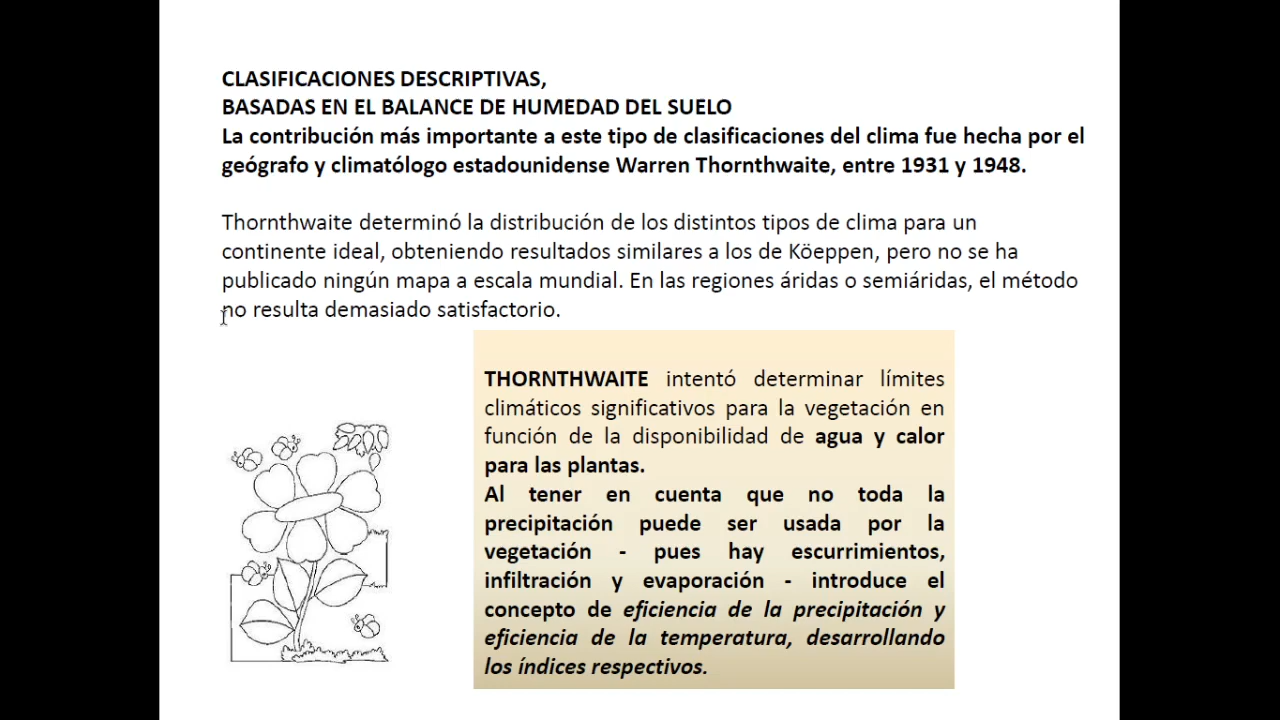 CLASIFICACIONES DESCRIPTIVAS,
BASADAS EN EL BALANCE DE HUMEDAD DEL SUELO
La contribución más importante a este tipo de clasificaciones del clima fue hecha por el
geógrafo y climatólogo estadounidense Warren Thornthwaite, entre 1931 y 1948.
Thornthwaite determinó la distribución de los distintos tipos de clima para un
continente ideal, obteniendo resultados similares a los de Köeppen, pero no se ha
publicado ningún mapa a escala mundial. En las regiones áridas o semiáridas, el método
no resulta demasiado satisfactorio.
THORNTHWAITE intentó determinar límites
climáticos significativos para la vegetación en
función de la disponibilidad de agua y calor
para las plantas.
Al tener en cuenta que no toda la
precipitación puede ser usada por la
vegetación - pues hay escurrimientos,
infiltración y evaporación - introduce el
concepto de eficiencia de la precipitación y
eficiencia de la temperatura, desarrollando
los índices respectivos.